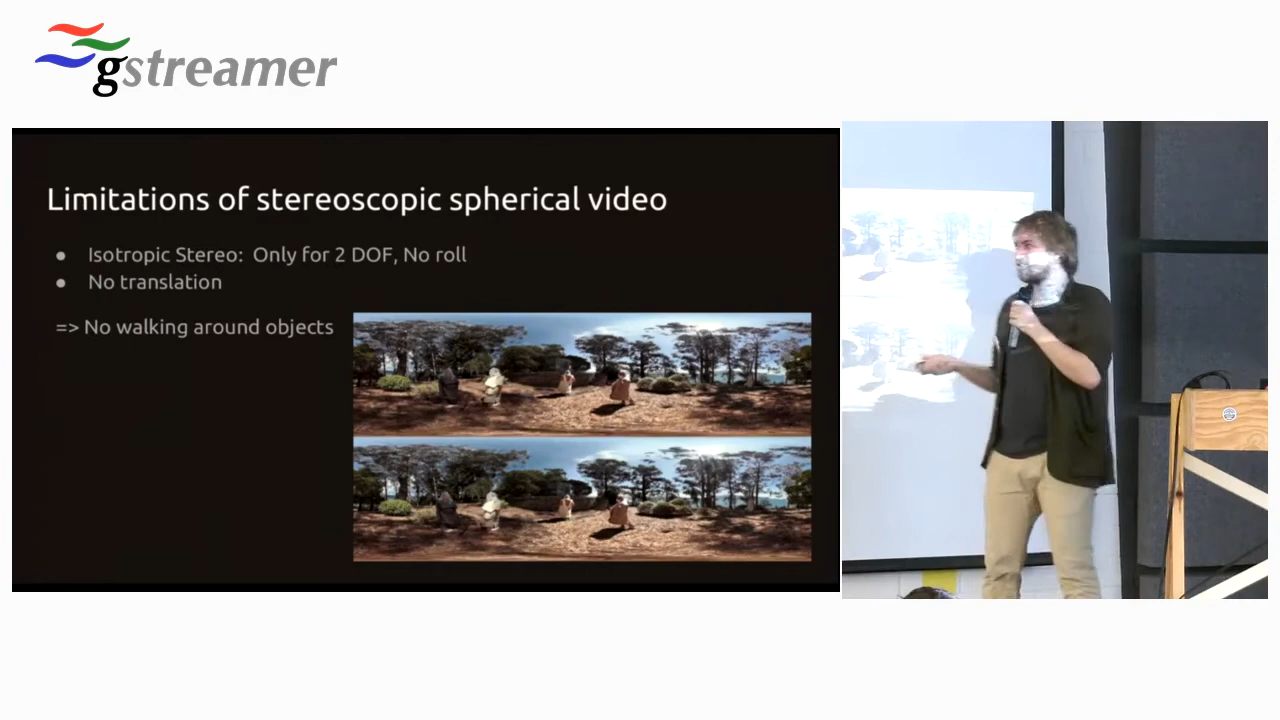 gstreamer
Limitations of stereoscopic spherical video
● Isotropic Stereo: Only for 2 DOF, No roll
● No translation
=> No walking around objects